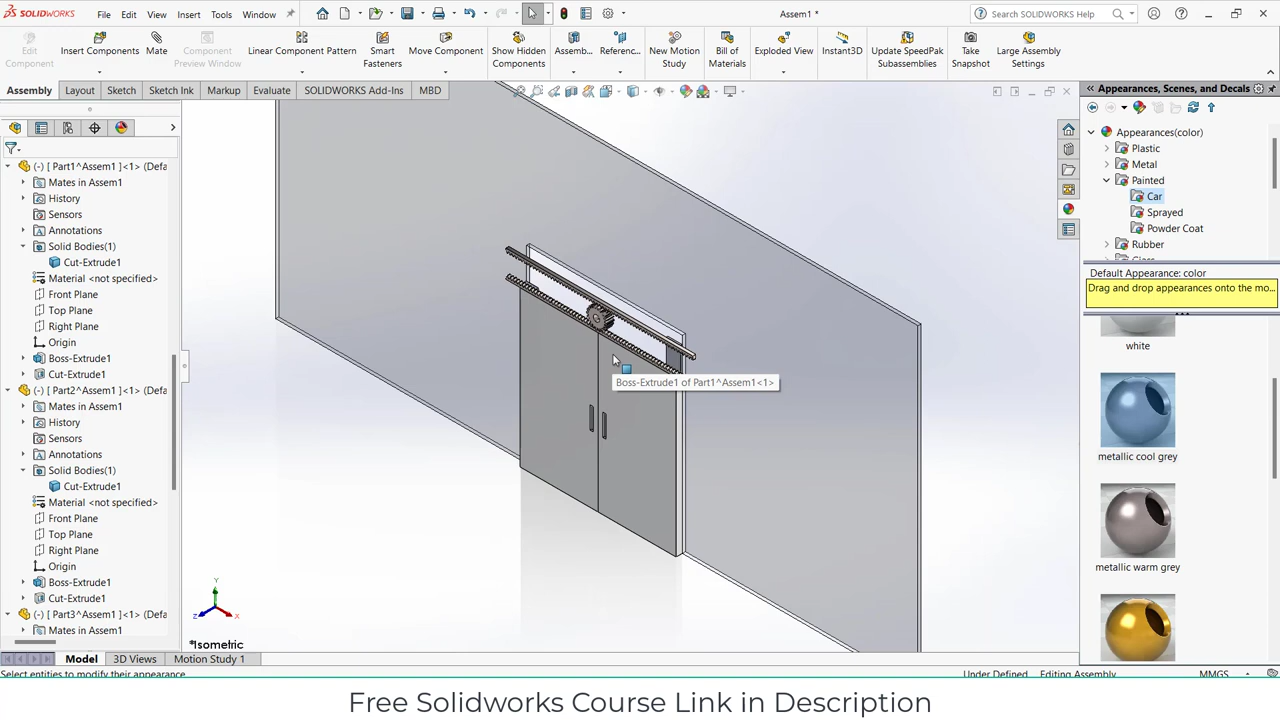 SOLIDWORKS
File
Edit
View
Insert
Tools
Window
Assem1 *
Search SOLIDWORKS Help
Edit
Component
Insert Components
Mate
Component
Preview Window
Linear Component Pattern
Smart
Fasteners
Move Component
Show Hidden
Components
Assemb...
Referenc...
New Motion
Study
Bill of
Materials
Exploded View
Instant3D
Update SpeedPak
Subassemblies
Take
Snapshot
Large Assembly
Settings
Assembly
Layout
Sketch
Sketch Ink
Markup
Evaluate
SOLIDWORKS Add-Ins
MBD
(-) [ Part1^Assem1 ]<1> (Defa
Mates in Assem1
History
Sensors
Annotations
Solid Bodies(1)
Cut-Extrude1
Material <not specified>
Front Plane
Top Plane
Right Plane
Origin
Boss-Extrude1
Cut-Extrude1
(-) [ Part2^Assem1 ]<1> (Defa
Mates in Assem1
History
Sensors
Annotations
Solid Bodies(1)
Cut-Extrude1
Material <not specified>
Front Plane
Top Plane
Right Plane
Origin
Boss-Extrude1
Cut-Extrude1
(-) [ Part3^Assem1 ]<1> (Defa
Mates in Assem1
Boss-Extrude1 of Part1^Assem1<1>
Y
Z
X
*Isometric
Appearances, Scenes, and Decals
Appearances(color)
Plastic
Metal
Painted
Car
Sprayed
Powder Coat
Rubber
Default Appearance: color
Drag and drop appearances onto the mo...
white
metallic cool grey
metallic warm grey
Model
3D Views
Motion Study 1
Select entities to modify their appearance
Under Defined
Editing Assembly
MMGS
Free Solidworks Course Link in Description